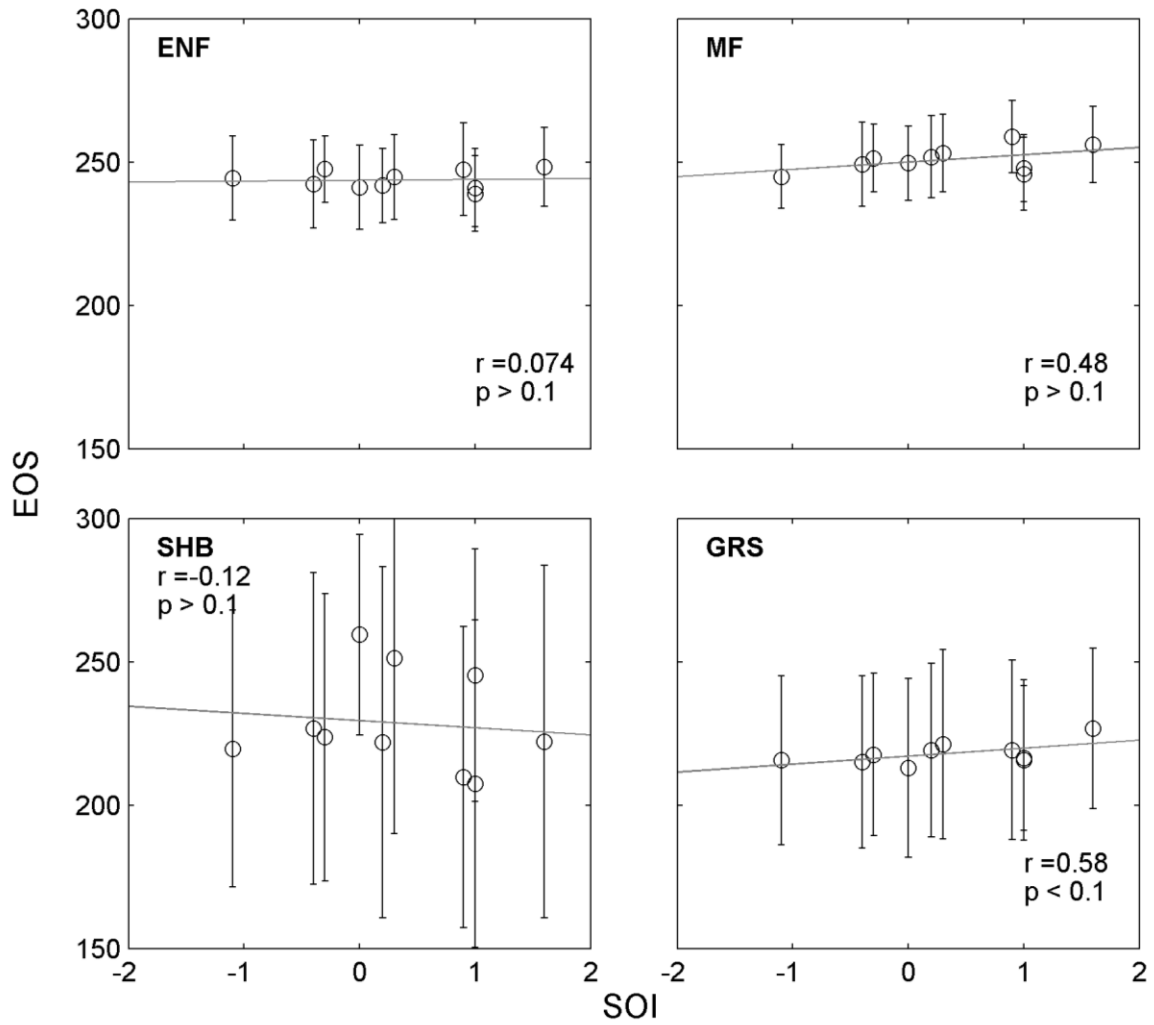 300
ENF
MF
250
200
r =0.074
p > 0.1
r =0.48
p > 0.1
150
EOS
300
SHB
r =-0.12
p > 0.1
GRS
250
200
r =0.58
p < 0.1
150
-2 -1 0 1 2
-2 -1 0 1 2
SOI